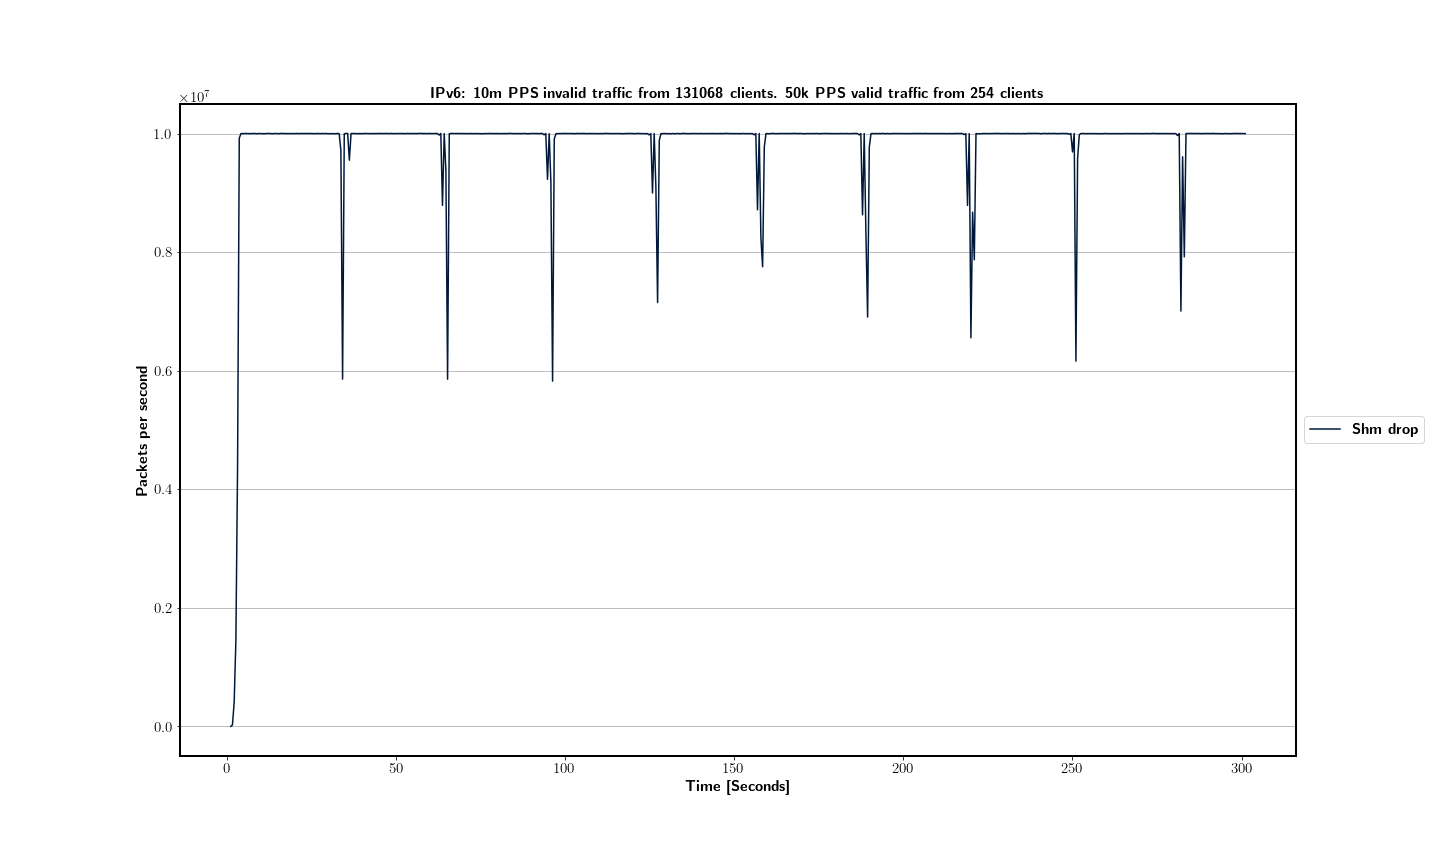 IPv6: 10m PPS invalid traffic from 131068 clients. 50k PPS valid traffic from 254 clients
×10⁷
1.0
0.8
0.6
0.4
0.2
0.0
Packets per second
0 50 100 150 200 250 300
Time [Seconds]
Shm drop